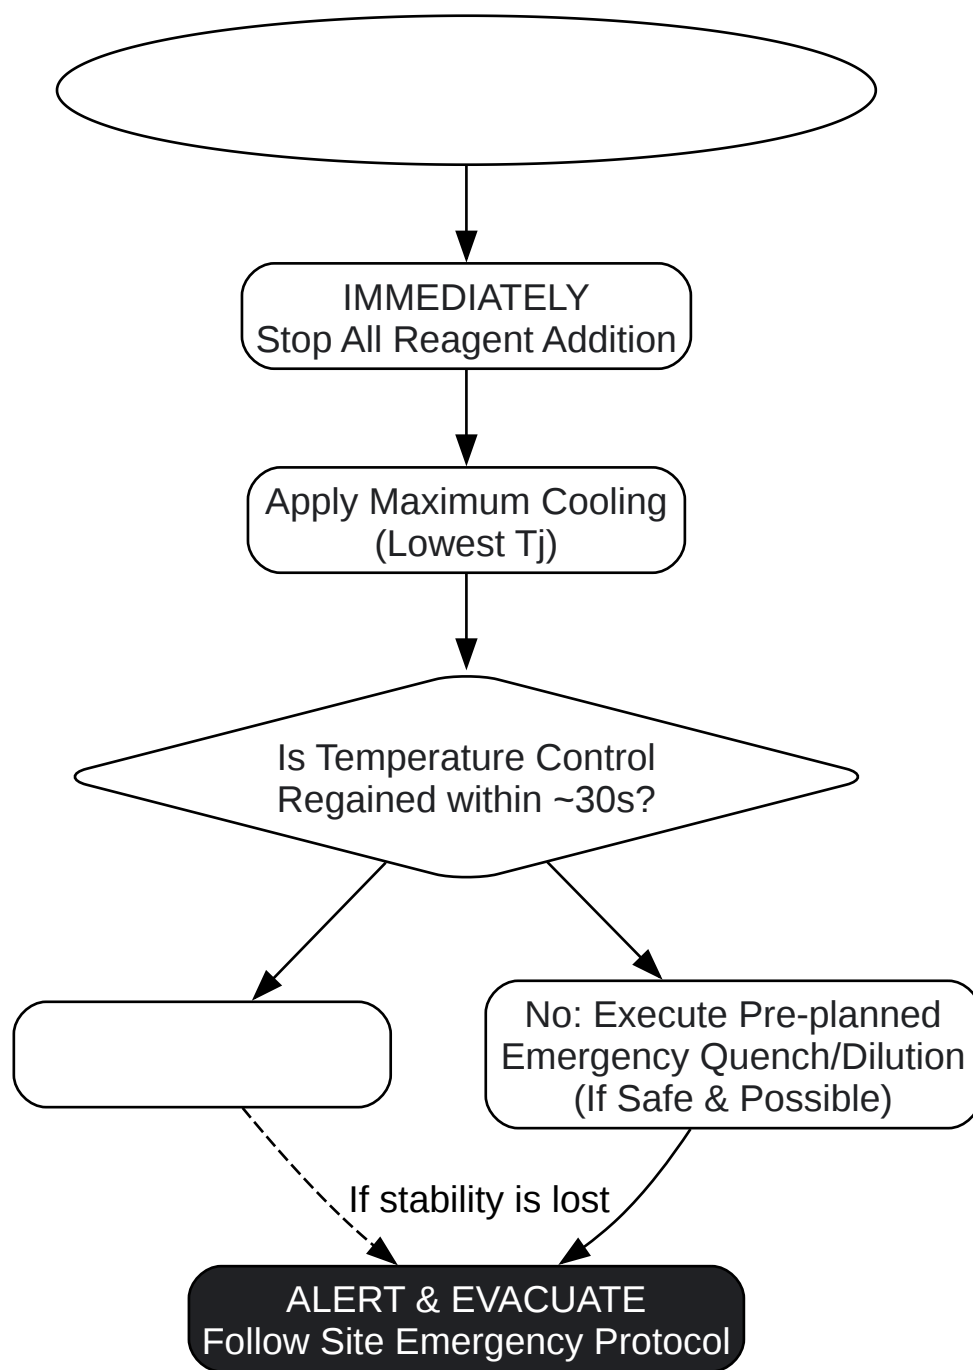 IMMEDIATELY
Stop All Reagent Addition
Apply Maximum Cooling
(Lowest Tj)
Is Temperature Control
Regained within ~30s?
No: Execute Pre-planned
Emergency Quench/Dilution
(If Safe & Possible)
If stability is lost
ALERT & EVACUATE
Follow Site Emergency Protocol